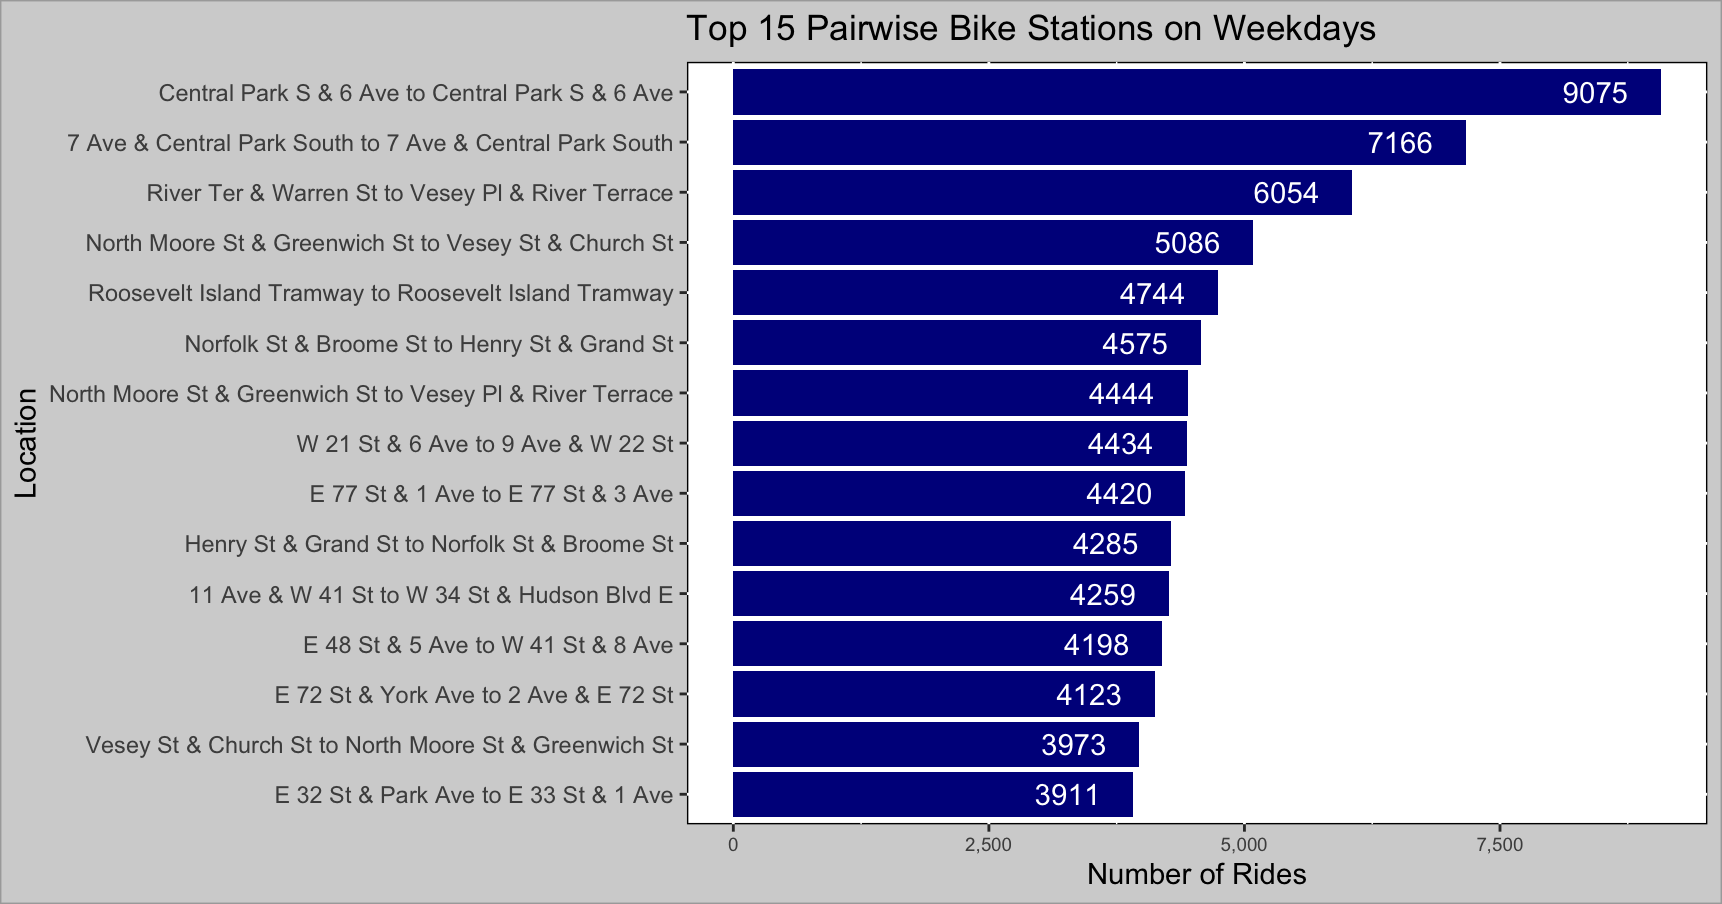 Top 15 Pairwise Bike Stations on Weekdays
Central Park S & 6 Ave to Central Park S & 6 Ave 9075
7 Ave & Central Park South to 7 Ave & Central Park South 7166
River Ter & Warren St to Vesey Pl & River Terrace 6054
North Moore St & Greenwich St to Vesey St & Church St 5086
Roosevelt Island Tramway to Roosevelt Island Tramway 4744
Norfolk St & Broome St to Henry St & Grand St 4575
North Moore St & Greenwich St to Vesey Pl & River Terrace 4444
W 21 St & 6 Ave to 9 Ave & W 22 St 4434
E 77 St & 1 Ave to E 77 St & 3 Ave 4420
Henry St & Grand St to Norfolk St & Broome St 4285
11 Ave & W 41 St to W 34 St & Hudson Blvd E 4259
E 48 St & 5 Ave to W 41 St & 8 Ave 4198
E 72 St & York Ave to 2 Ave & E 72 St 4123
Vesey St & Church St to North Moore St & Greenwich St 3973
E 32 St & Park Ave to E 33 St & 1 Ave 3911
Location
0 2,500 5,000 7,500
Number of Rides